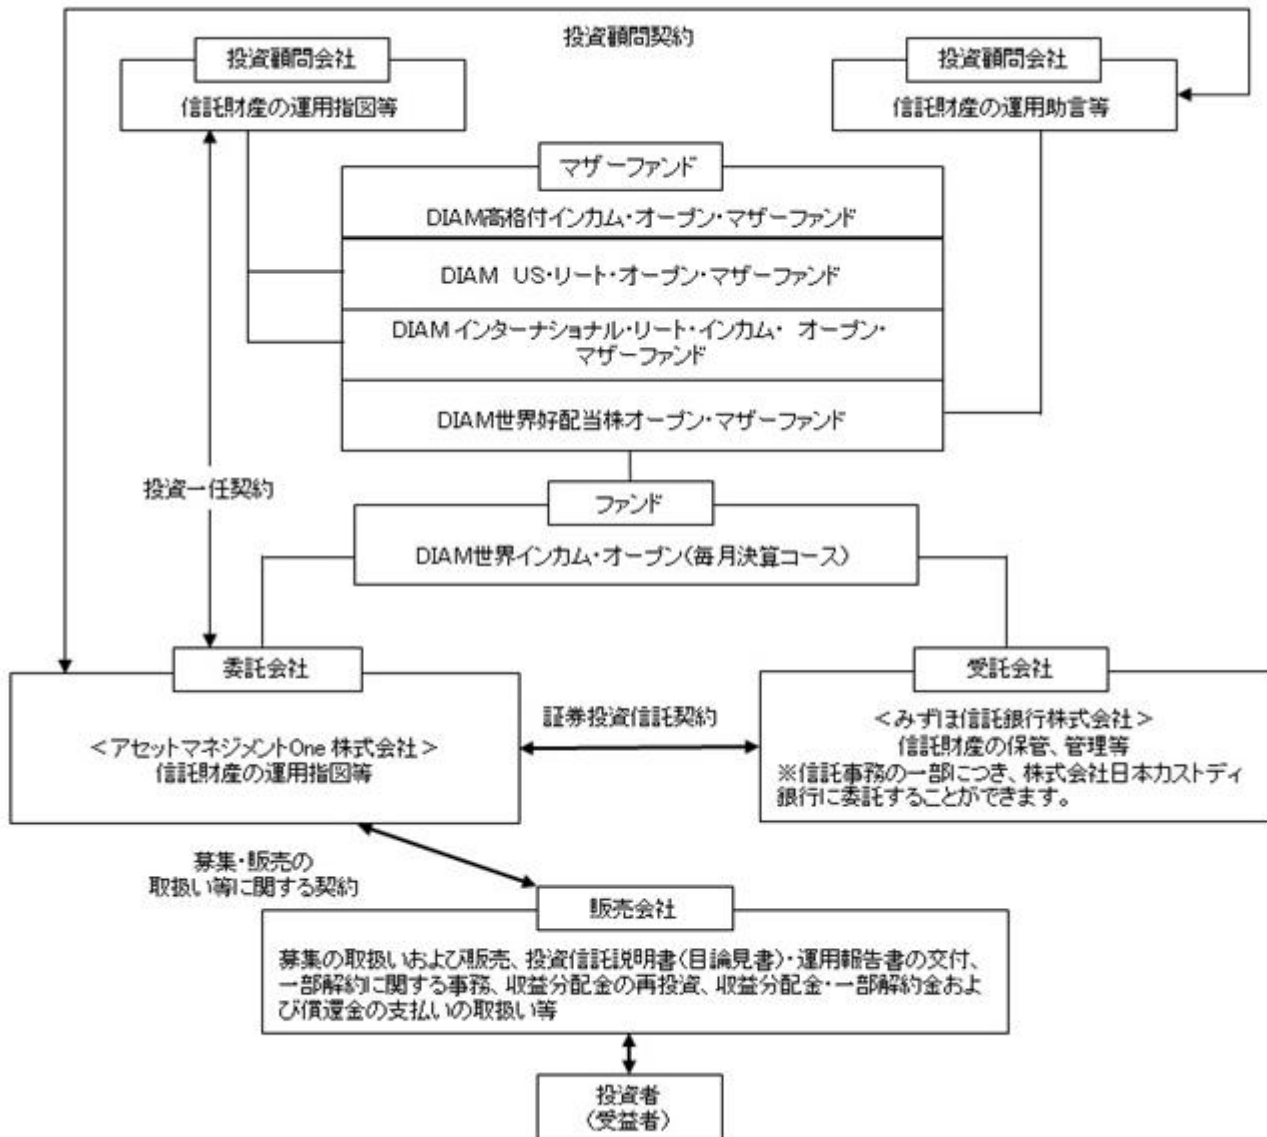 投資顧問契約
投資顧問会社
信託財産の運用指図等
投資顧問会社
信託財産の運用助言等
マザーファンド
DIAM高格付インカム・オープン・マザーファンド
DIAM US・リート・オープン・マザーファンド
DIAM インターナショナル・リート・インカム・ オープン・
マザーファンド
DIAM世界好配当株オープン・マザーファンド
投資一任契約
ファンド
DIAM世界インカム・オープン(毎月決算コース)
委託会社
<アセットマネジメントOne 株式会社>
信託財産の運用指図等
証券投資信託契約
受託会社
<みずほ信託銀行株式会社>
信託財産の保管、管理等
※信託事務の一部につき、株式会社日本カストディ
銀行に委託することができます。
募集・販売の
取扱い等に関する契約
販売会社
募集の取扱いおよび販売、投資信託説明書(目論見書)・運用報告書の交付、
一部解約に関する事務、収益分配金の再投資、収益分配金・一部解約金およ
び償還金の支払いの取扱い等
投資者
(受益者)